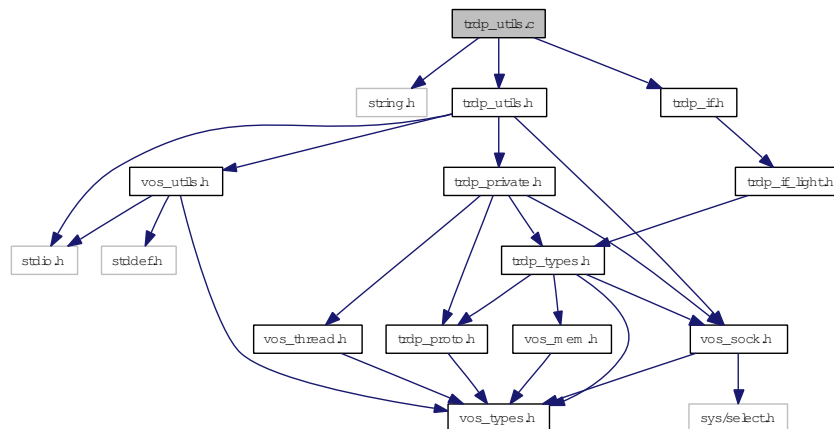 trdp_utils.c
string.h
trdp_utils.h
trdp_if.h
vos_utils.h
trdp_private.h
trdp_if_light.h
stdio.h
stddef.h
trdp_types.h
vos_thread.h
trdp_proto.h
vos_mem.h
vos_sock.h
vos_types.h
sys/select.h